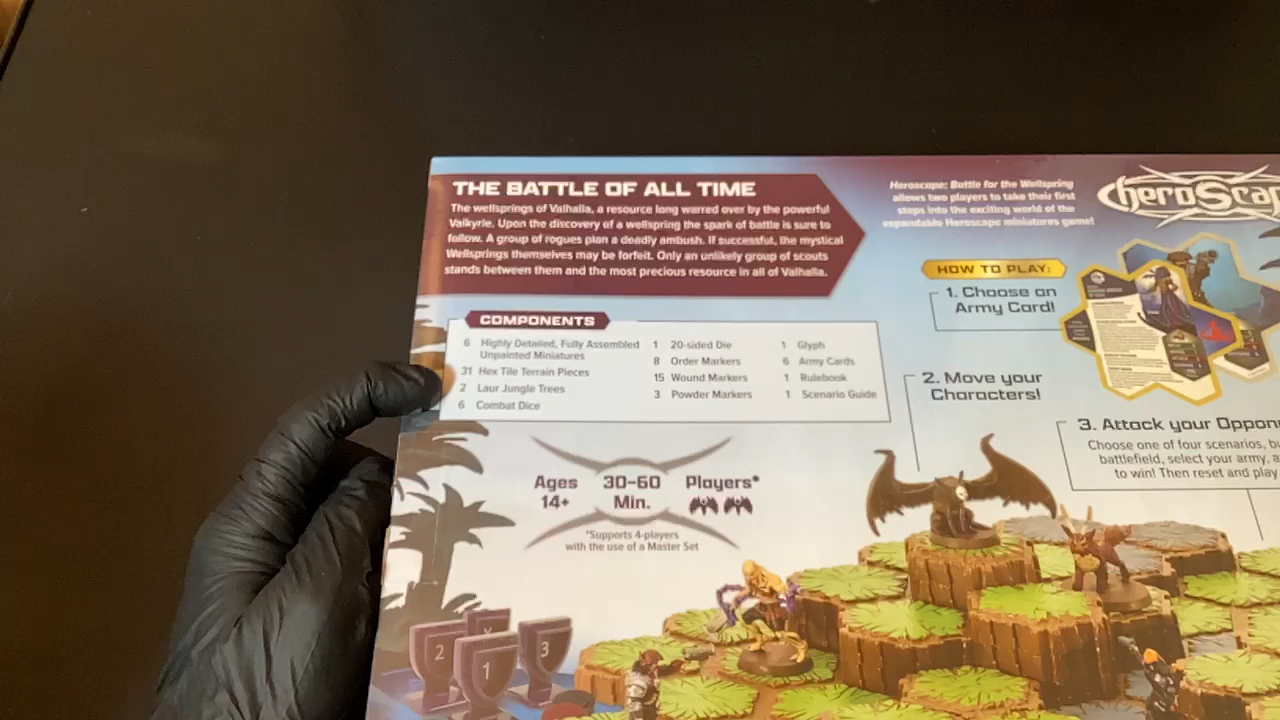 THE BATTLE OF ALL TIME
The wellsprings of Valhalla, a resource long warred over by the powerful
Valkyrie. Upon the discovery of a wellspring the spark of battle is sure to
follow. A group of rogues plan a deadly ambush. If successful, the mystical
Wellsprings themselves may be forfeit. Only an unlikely group of scouts
stands between them and the most precious resource in all of Valhalla.
Heroscape: Battle for the Wellspring
allows two players to take their first
steps into the exciting world of the
expandable Heroscape miniatures game!
heroScap
HOW TO PLAY:
1. Choose an
Army Card!
COMPONENTS
6 Highly Detailed, Fully Assembled
Unpainted Miniatures
31 Hex Tile Terrain Pieces
2 Laur Jungle Trees
6 Combat Dice
1 20-sided Die
8 Order Markers
15 Wound Markers
3 Powder Markers
1 Glyph
6 Army Cards
1 Rulebook
1 Scenario Guide
2. Move your
Characters!
3. Attack your Oppon
Choose one of four scenarios, bu
battlefield, select your army, a
to win! Then reset and play
Ages
14+
30-60
Min.
Players*
*Supports 4-players
with the use of a Master Set
2
X
1
3